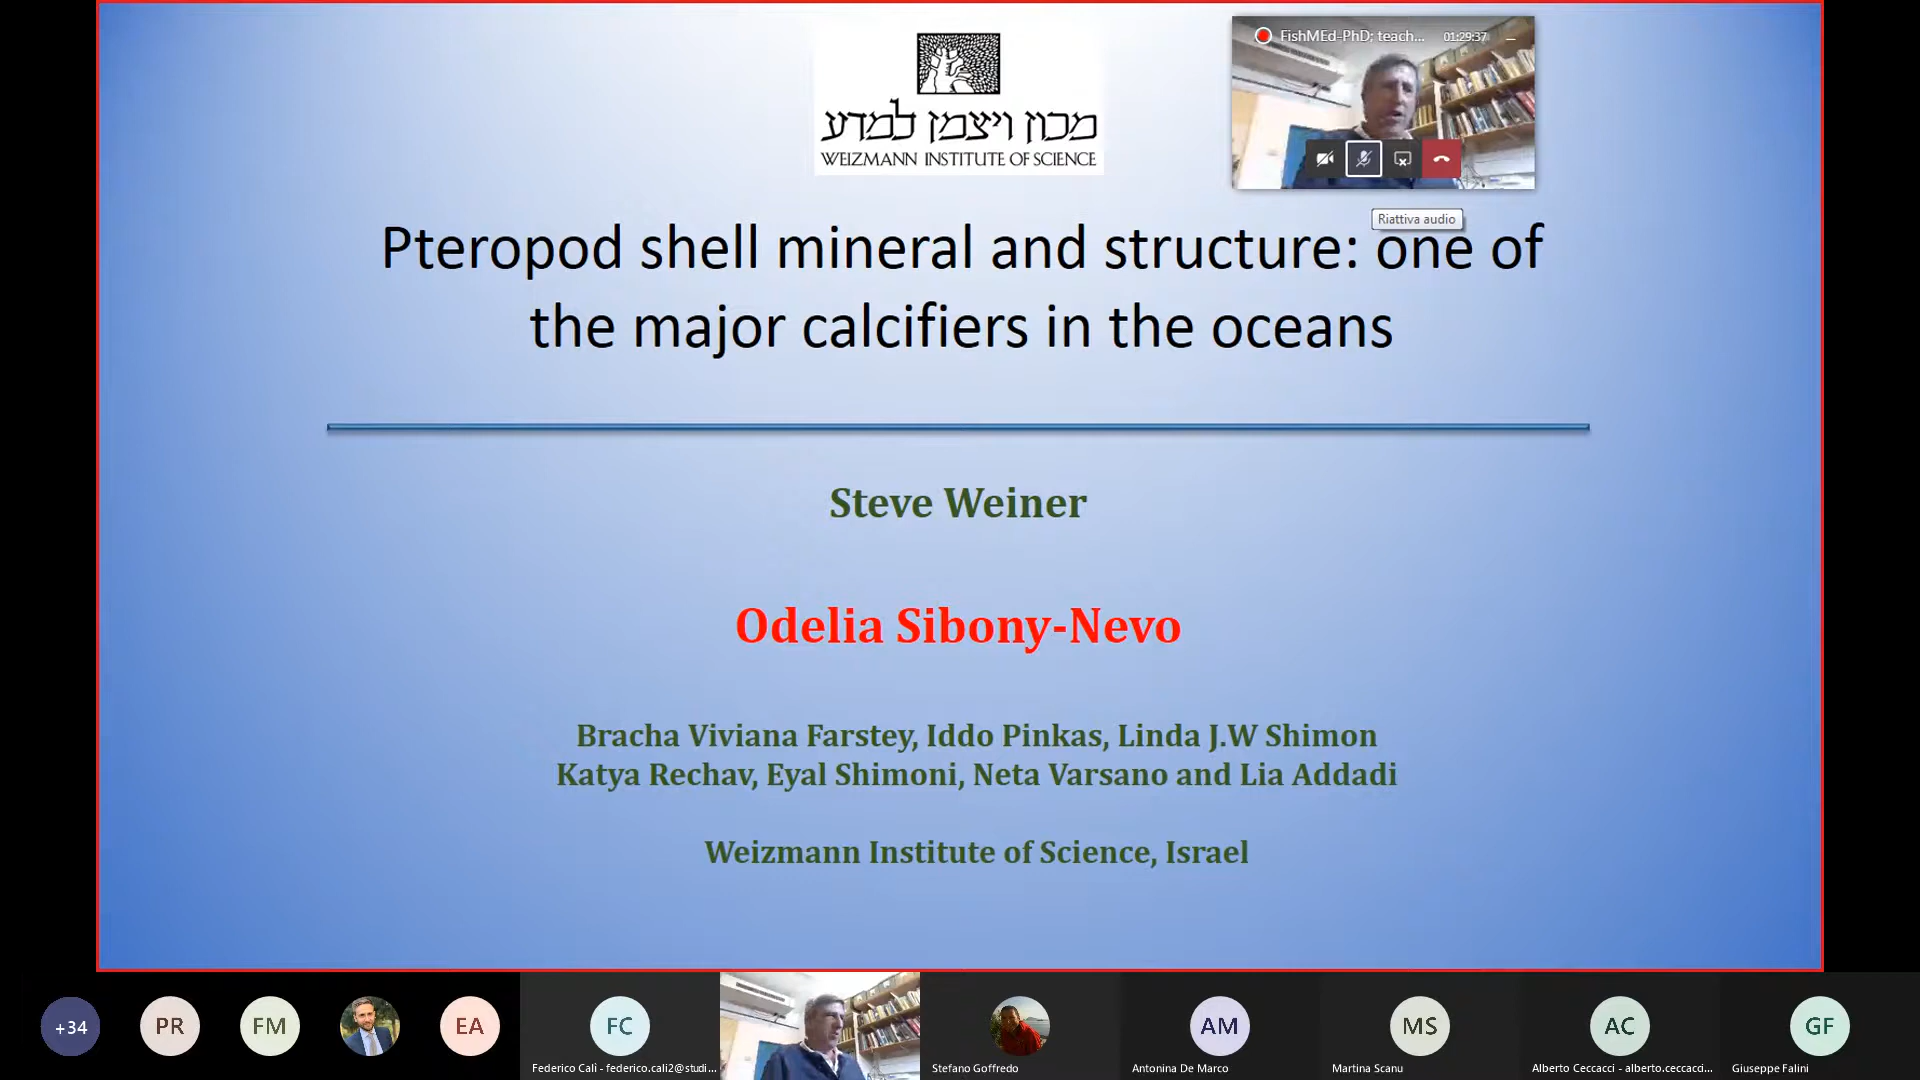 מכון ויצמן למדע
WEIZMANN INSTITUTE OF SCIENCE
FishMEd-PhD; teach... 01:29:37
Riattiva audio
Pteropod shell mineral and structure: one of
the major calcifiers in the oceans
Steve Weiner
Odelia Sibony-Nevo
Bracha Viviana Farstey, Iddo Pinkas, Linda J.W Shimon
Katya Rechav, Eyal Shimoni, Neta Varsano and Lia Addadi
Weizmann Institute of Science, Israel
+34 PR FM EA FC AM MS AC GF
Federico Calì - federico.cali2@studi... Stefano Goffredo Antonina De Marco Martina Scanu Alberto Ceccacci - alberto.ceccacci... Giuseppe Falini